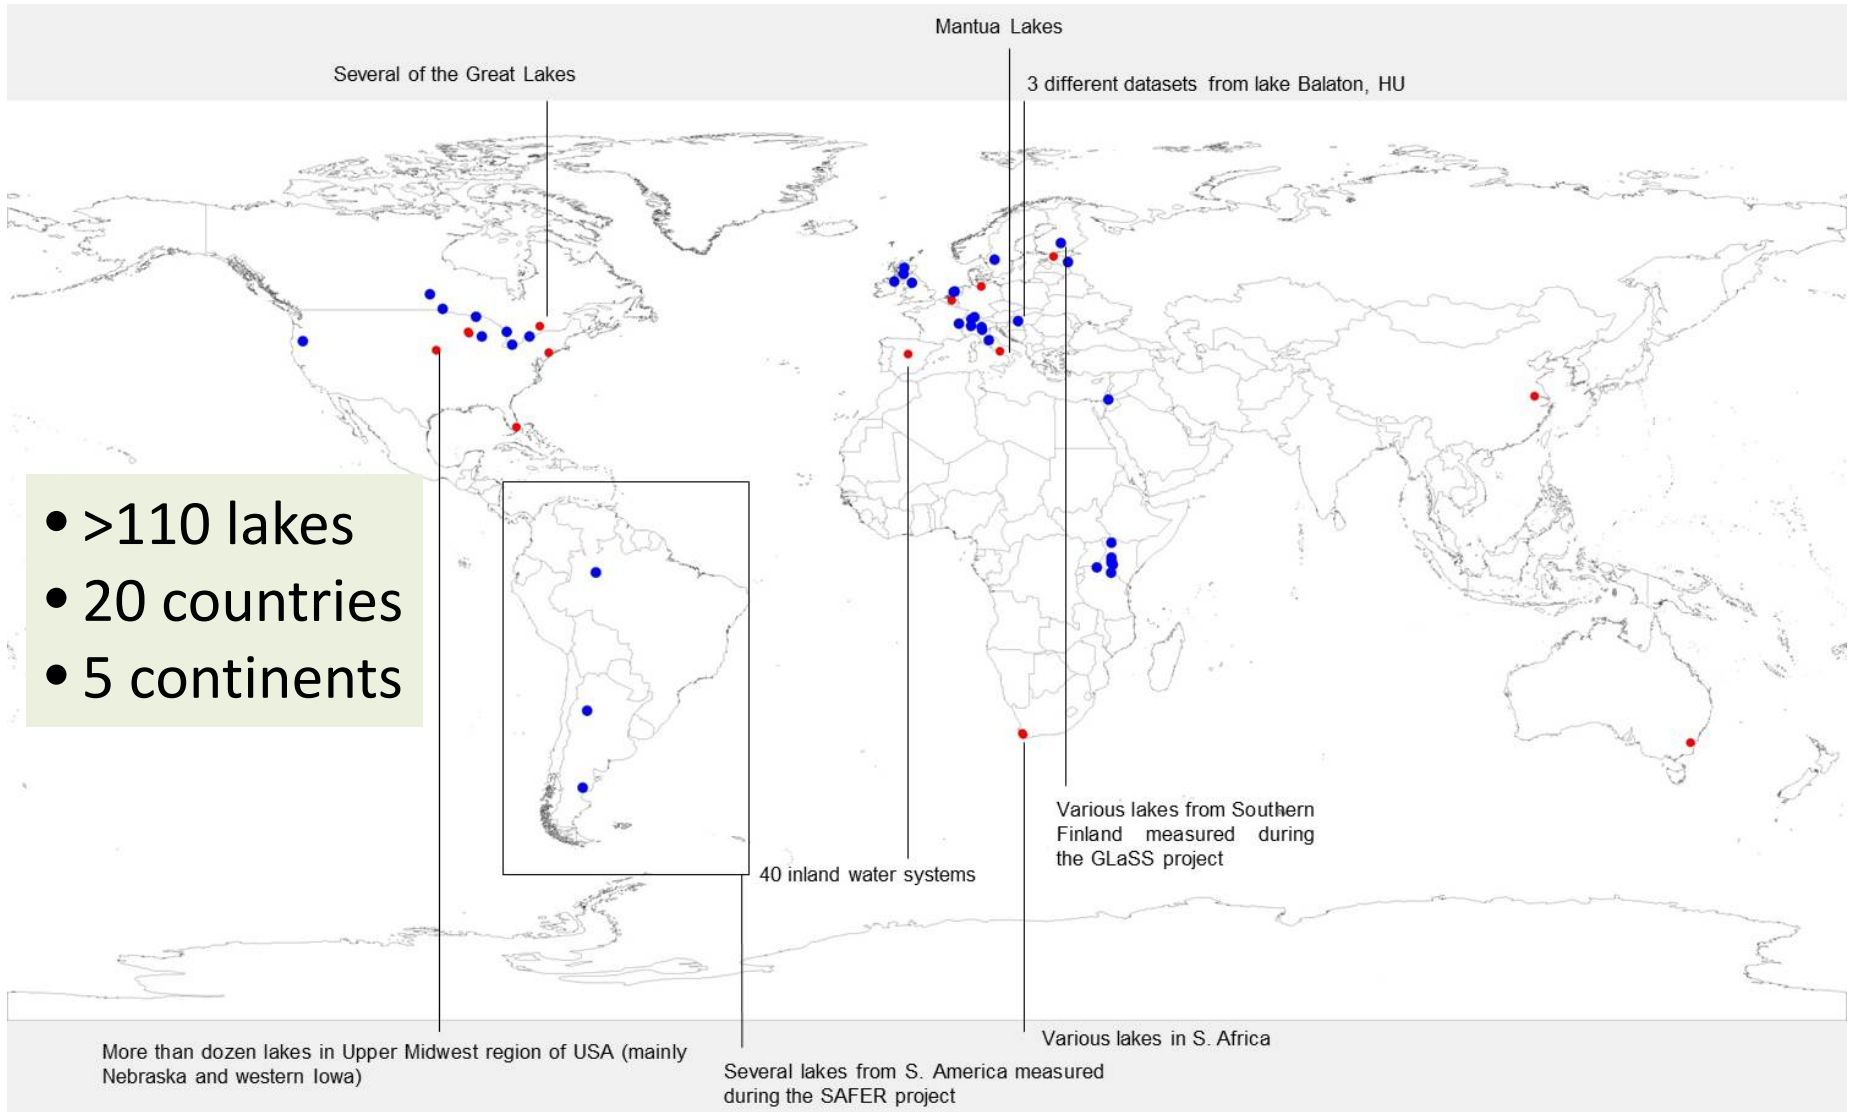 Mantua Lakes
Several of the Great Lakes
3 different datasets from lake Balaton, HU
• >110 lakes
• 20 countries
• 5 continents
Various lakes from Southern
Finland measured during
the GLaSS project
40 inland water systems
Various lakes in S. Africa
More than dozen lakes in Upper Midwest region of USA (mainly
Nebraska and western Iowa)
Several lakes from S. America measured
during the SAFER project